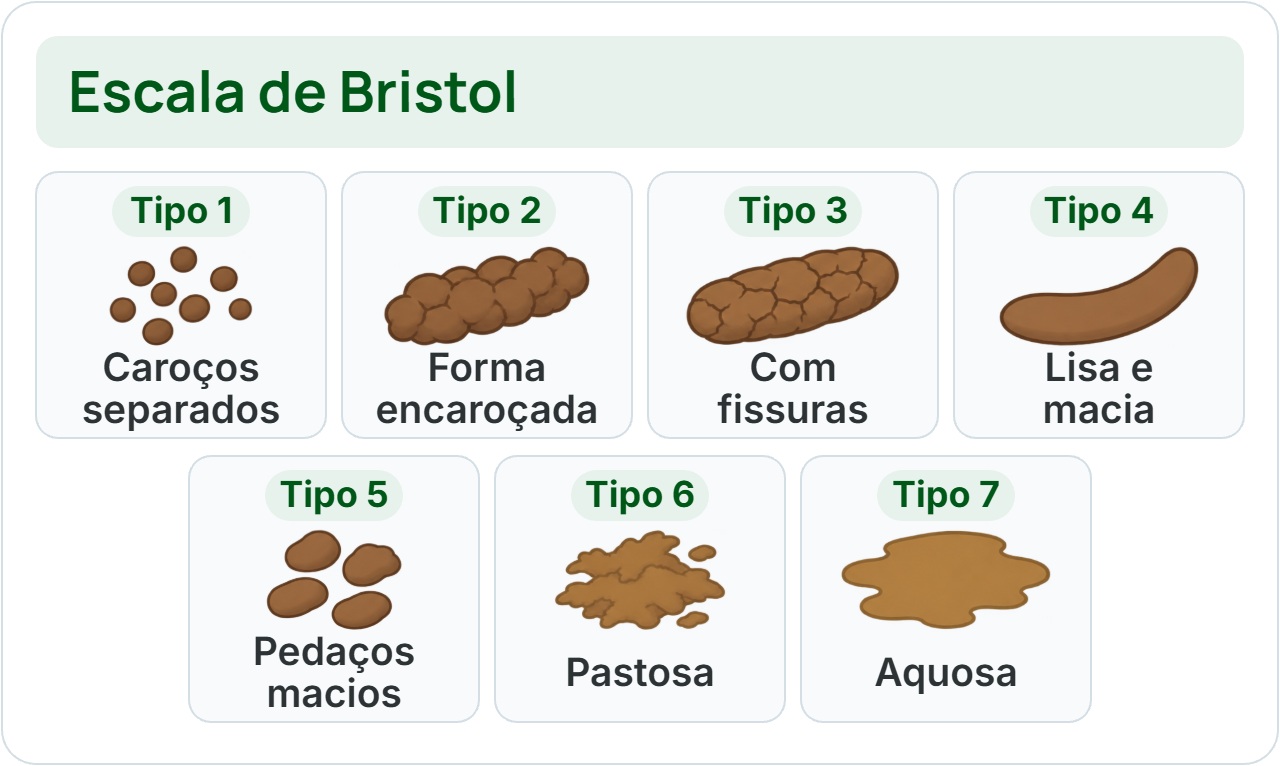 Escala de Bristol
Tipo 1
Caroços
separados
Tipo 2
Forma
encaroçada
Tipo 3
Com
fissuras
Tipo 4
Lisa e
macia
Tipo 5
Pedaços
macios
Tipo 6
Pastosa
Tipo 7
Aquosa